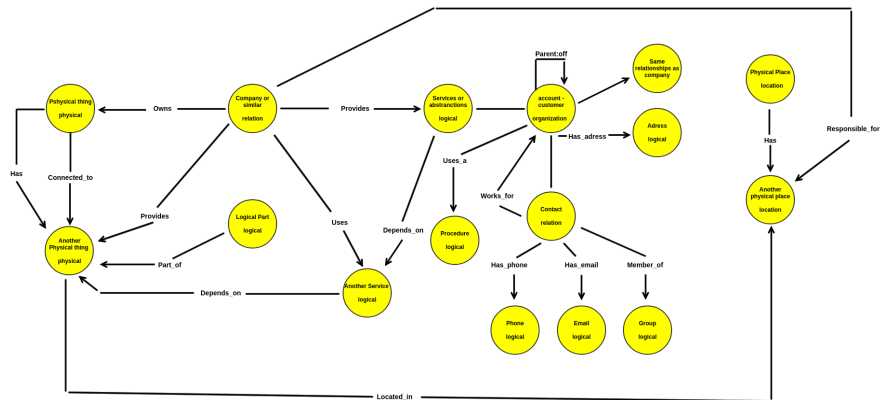 Parent:off
Same
relationships as
company
Physical Place
location
Pshysical thing
physical
Owns
Company or
similar
relation
Provides
Services or
abstranctions
logical
account -
customer
organization
Has_adress
Adress
logical
Responsible_for
Has
Uses_a
Has
Connected_to
Works_for
Another
physical place
location
Provides
Logical Part
logical
Uses
Depends_on
Procedure
logical
Contact
relation
Another
Physical thing
physical
Part_of
Has_phone
Has_email
Member_of
Depends_on
Another Service
logical
Phone
logical
Email
logical
Group
logical
Located_in